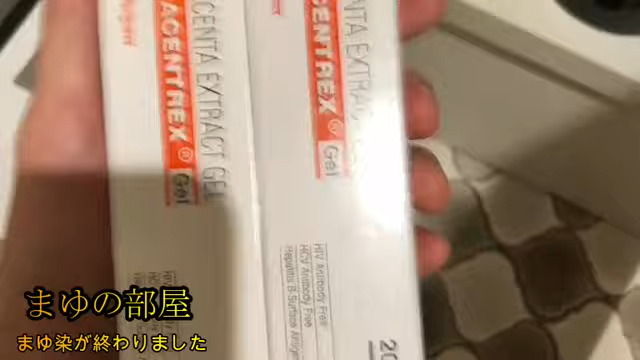 ACENTREX® Gel
CENTA EXTRACT GEL
CENTREX® Gel
ENTA EXTRAC
HIV Antibody Free
HCV Antibody Free
Hepatitis B-Surface
20
まゆの部屋
まゆ染が終わりました